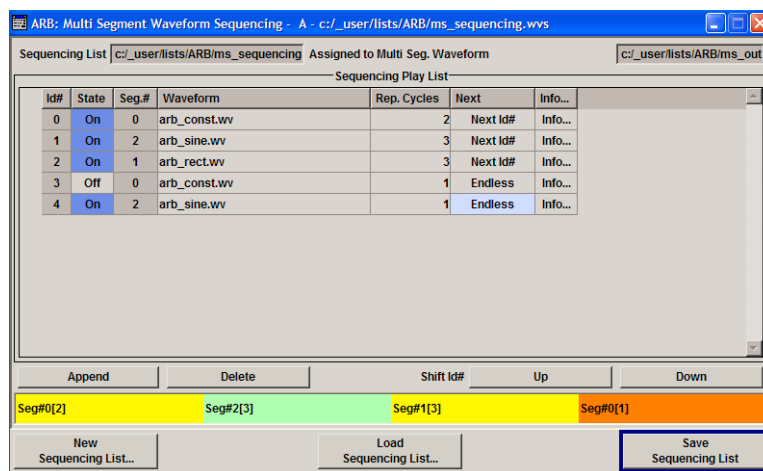 ARB: Multi Segment Waveform Sequencing - A - c:/_user/lists/ARB/ms_sequencing.wvs
Sequencing List c:/_user/lists/ARB/ms_sequencing Assigned to Multi Seg. Waveform c:/_user/lists/ARB/ms_out
Sequencing Play List
Id# State Seg.# Waveform Rep. Cycles Next Info...
0 On 0 arb_const.wv 2 Next Id# Info...
1 On 2 arb_sine.wv 3 Next Id# Info...
2 On 1 arb_rect.wv 3 Next Id# Info...
3 Off 0 arb_const.wv 1 Endless Info...
4 On 2 arb_sine.wv 1 Endless Info...
Append Delete Shift Id# Up Down
Seg#0[2] Seg#2[3] Seg#1[3] Seg#0[1]
New Load Save
Sequencing List... Sequencing List... Sequencing List